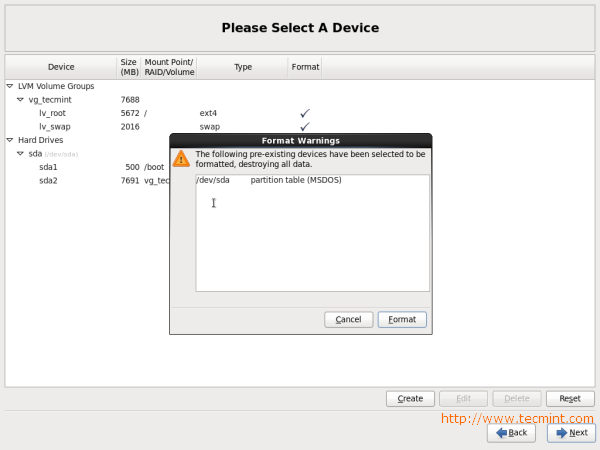 Please Select A Device
Device
Size
(MB)
Mount Point/
RAID/Volume
Type
Format
LVM Volume Groups
vg_tecmint 7688
lv_root 5672 / ext4
lv_swap 2016 swap
Hard Drives
sda (/dev/sda)
sda1 500 /boot
sda2 7691 vg_tec
Format Warnings
The following pre-existing devices have been selected to be
formatted, destroying all data.
/dev/sda partition table (MSDOS)
Cancel Format
Create Edit Delete Reset
http://www.tecmint.com
Back Next